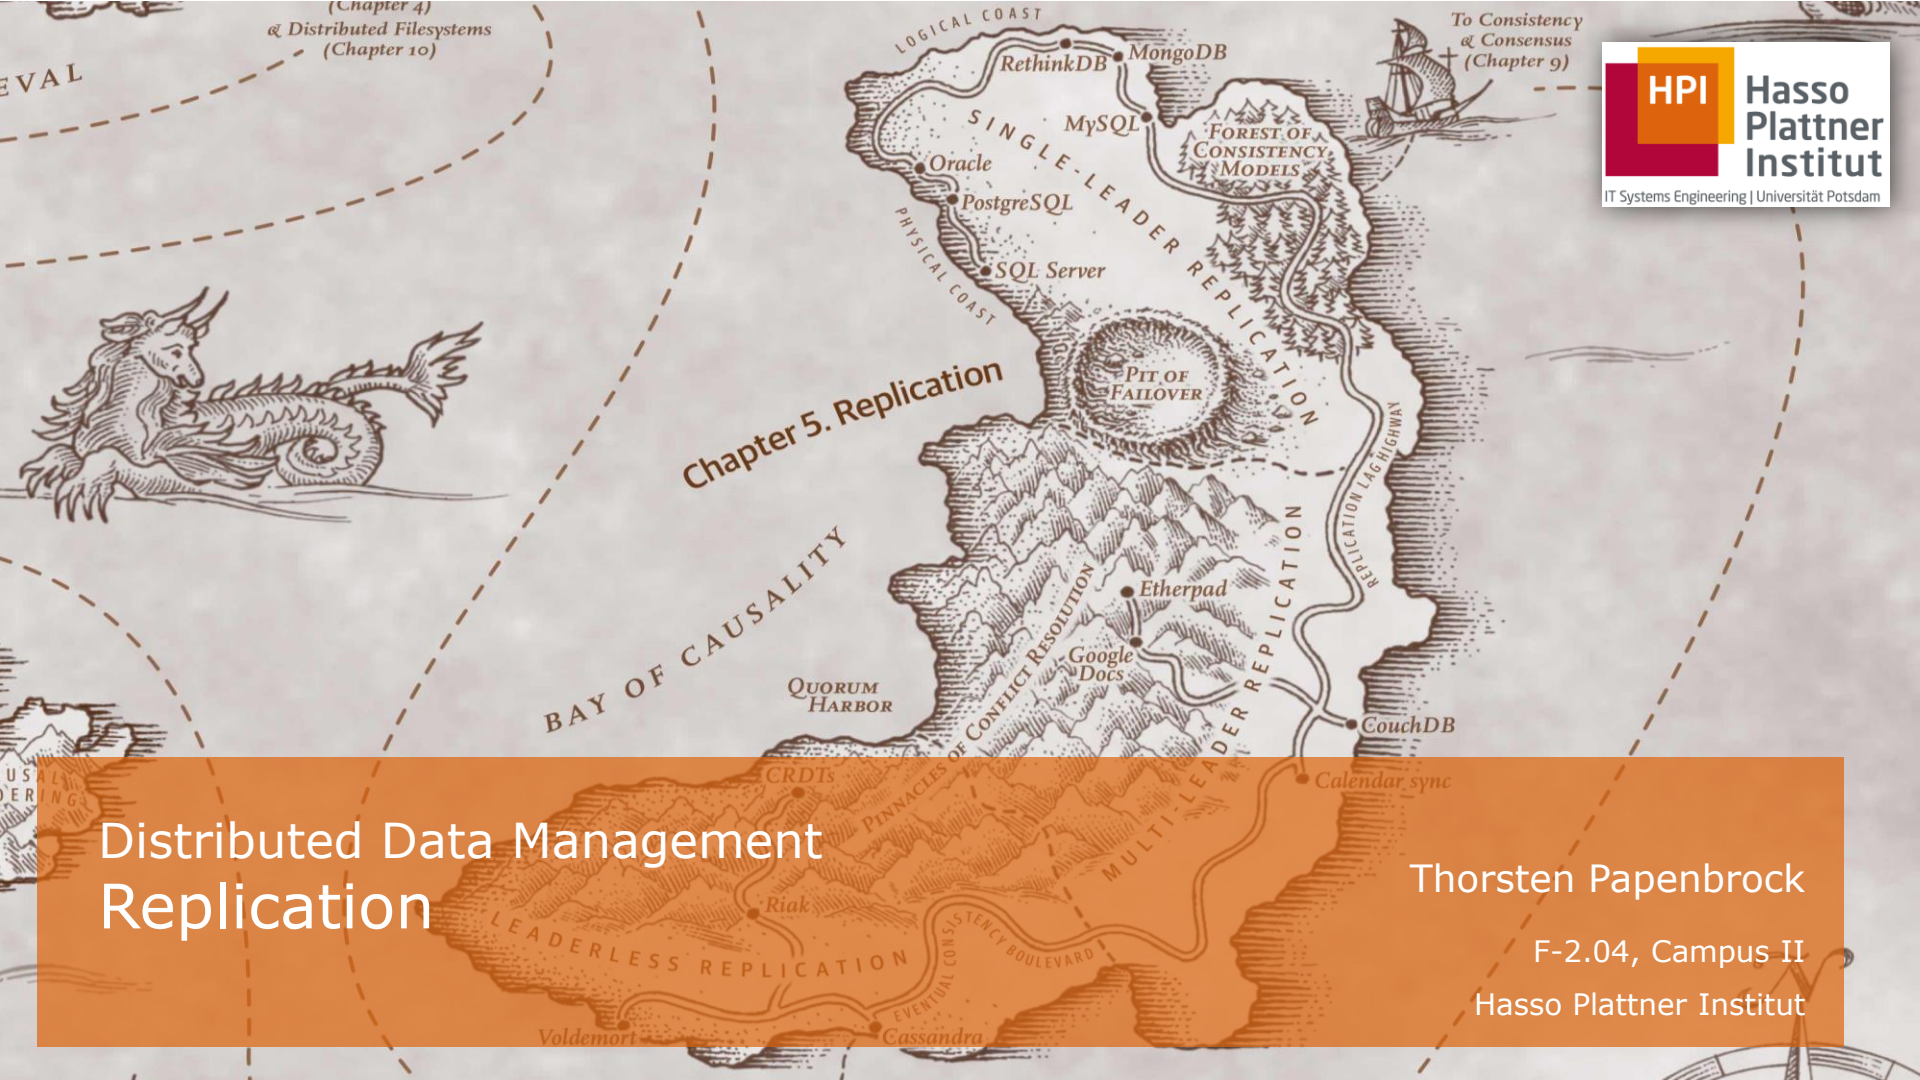 (Chapter 4)
& Distributed Filesystems
(Chapter 10)
EVAL
LOGICAL COAST
RethinkDB
MongoDB
To Consistency
& Consensus
(Chapter 9)
HPI
Hasso
Plattner
Institut
IT Systems Engineering | Universität Potsdam
MySQL
FOREST OF
CONSISTENCY
MODELS
SINGLE-LEADER REPLICATION
Oracle
PostgreSQL
PHYSICAL COAST
SQL Server
PIT OF
FAILOVER
Chapter 5. Replication
REPLICATION LAG HIGHWAY
BAY OF CAUSALITY
Etherpad
Google
Docs
MULTI-LEADER REPLICATION
PINNACLES OF CONFLICT RESOLUTION
QUORUM
HARBOR
CouchDB
Calendar sync
CRDTs
USAL
DERING
Distributed Data Management
Replication
Riak
LEADERLESS REPLICATION
EVENTUAL CONSISTENCY BOULEVARD
Voldemort
Cassandra
Thorsten Papenbrock
F-2.04, Campus II
Hasso Plattner Institut